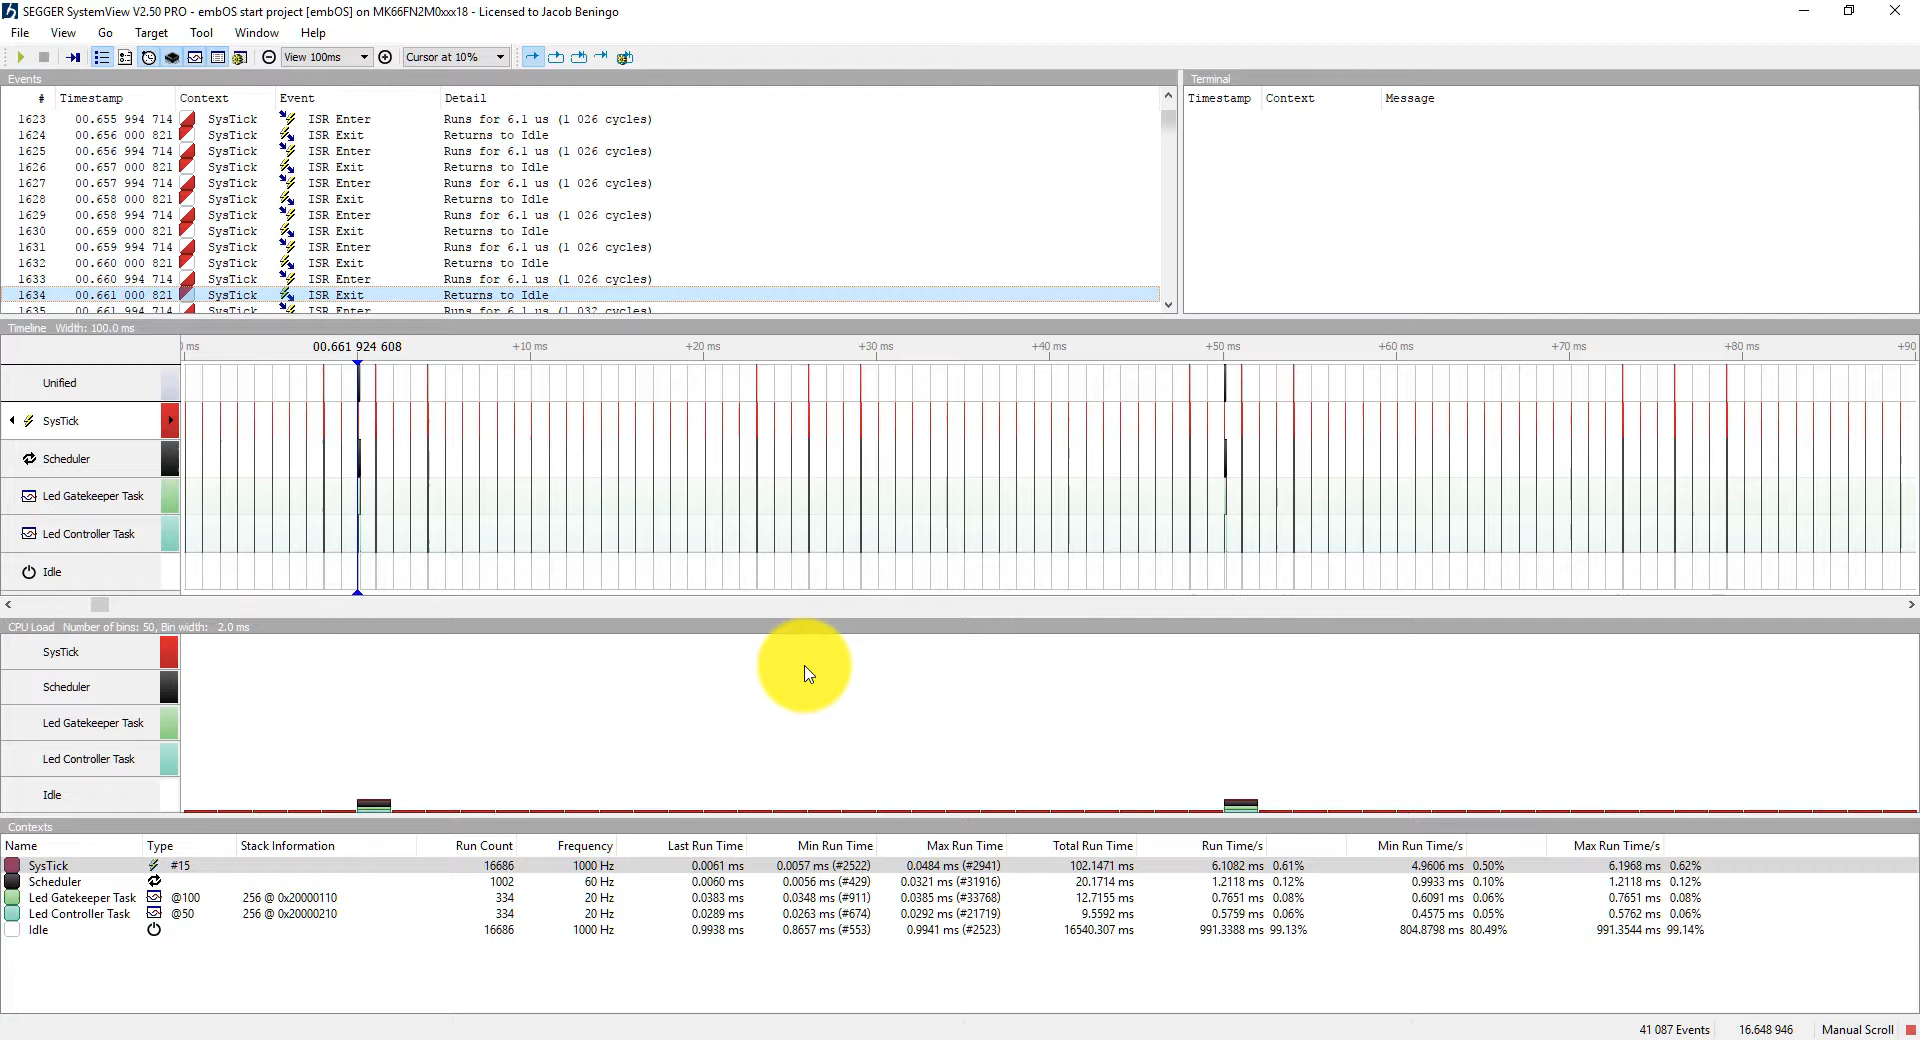 SEGGER SystemView V2.50 PRO - embOS start project [embOS] on MK66FN2M0xxx18 - Licensed to Jacob Beningo
File View Go Target Tool Window Help
View 100ms Cursor at 10%
Events
# Timestamp Context Event Detail
1623 00.655 994 714 SysTick ISR Enter Runs for 6.1 us (1 026 cycles)
1624 00.656 000 821 SysTick ISR Exit Returns to Idle
1625 00.656 994 714 SysTick ISR Enter Runs for 6.1 us (1 026 cycles)
1626 00.657 000 821 SysTick ISR Exit Returns to Idle
1627 00.657 994 714 SysTick ISR Enter Runs for 6.1 us (1 026 cycles)
1628 00.658 000 821 SysTick ISR Exit Returns to Idle
1629 00.658 994 714 SysTick ISR Enter Runs for 6.1 us (1 026 cycles)
1630 00.659 000 821 SysTick ISR Exit Returns to Idle
1631 00.659 994 714 SysTick ISR Enter Runs for 6.1 us (1 026 cycles)
1632 00.660 000 821 SysTick ISR Exit Returns to Idle
1633 00.660 994 714 SysTick ISR Enter Runs for 6.1 us (1 026 cycles)
1634 00.661 000 821 SysTick ISR Exit Returns to Idle
1635 00.661 994 714 SysTick ISR Enter Runs for 6.1 us (1 032 cycles)
Terminal
Timestamp Context Message
Timeline Width: 100.0 ms
ms 00.661 924 608 +10 ms +20 ms +30 ms +40 ms +50 ms +60 ms +70 ms +80 ms +90
Unified
SysTick
Scheduler
Led Gatekeeper Task
Led Controller Task
Idle
CPU Load Number of bins: 50, Bin width: 2.0 ms
SysTick
Scheduler
Led Gatekeeper Task
Led Controller Task
Idle
Contexts
Name Type Stack Information Run Count Frequency Last Run Time Min Run Time Max Run Time Total Run Time Run Time/s Min Run Time/s Max Run Time/s
SysTick #15 16686 1000 Hz 0.0061 ms 0.0057 ms (#2522) 0.0484 ms (#2941) 102.1471 ms 6.1082 ms 0.61% 4.9606 ms 0.50% 6.1968 ms 0.62%
Scheduler 1002 60 Hz 0.0060 ms 0.0056 ms (#429) 0.0321 ms (#31916) 20.1714 ms 1.2118 ms 0.12% 0.9933 ms 0.10% 1.2118 ms 0.12%
Led Gatekeeper Task @100 256 @ 0x20000110 334 20 Hz 0.0383 ms 0.0348 ms (#911) 0.0385 ms (#33768) 12.7155 ms 0.7651 ms 0.08% 0.6091 ms 0.06% 0.7651 ms 0.08%
Led Controller Task @50 256 @ 0x20000210 334 20 Hz 0.0289 ms 0.0263 ms (#674) 0.0292 ms (#21719) 9.5592 ms 0.5759 ms 0.06% 0.4575 ms 0.05% 0.5762 ms 0.06%
Idle 16686 1000 Hz 0.9938 ms 0.8657 ms (#553) 0.9941 ms (#2523) 16540.307 ms 991.3388 ms 99.13% 804.8798 ms 80.49% 991.3544 ms 99.14%
41 087 Events 16.648 946 Manual Scroll